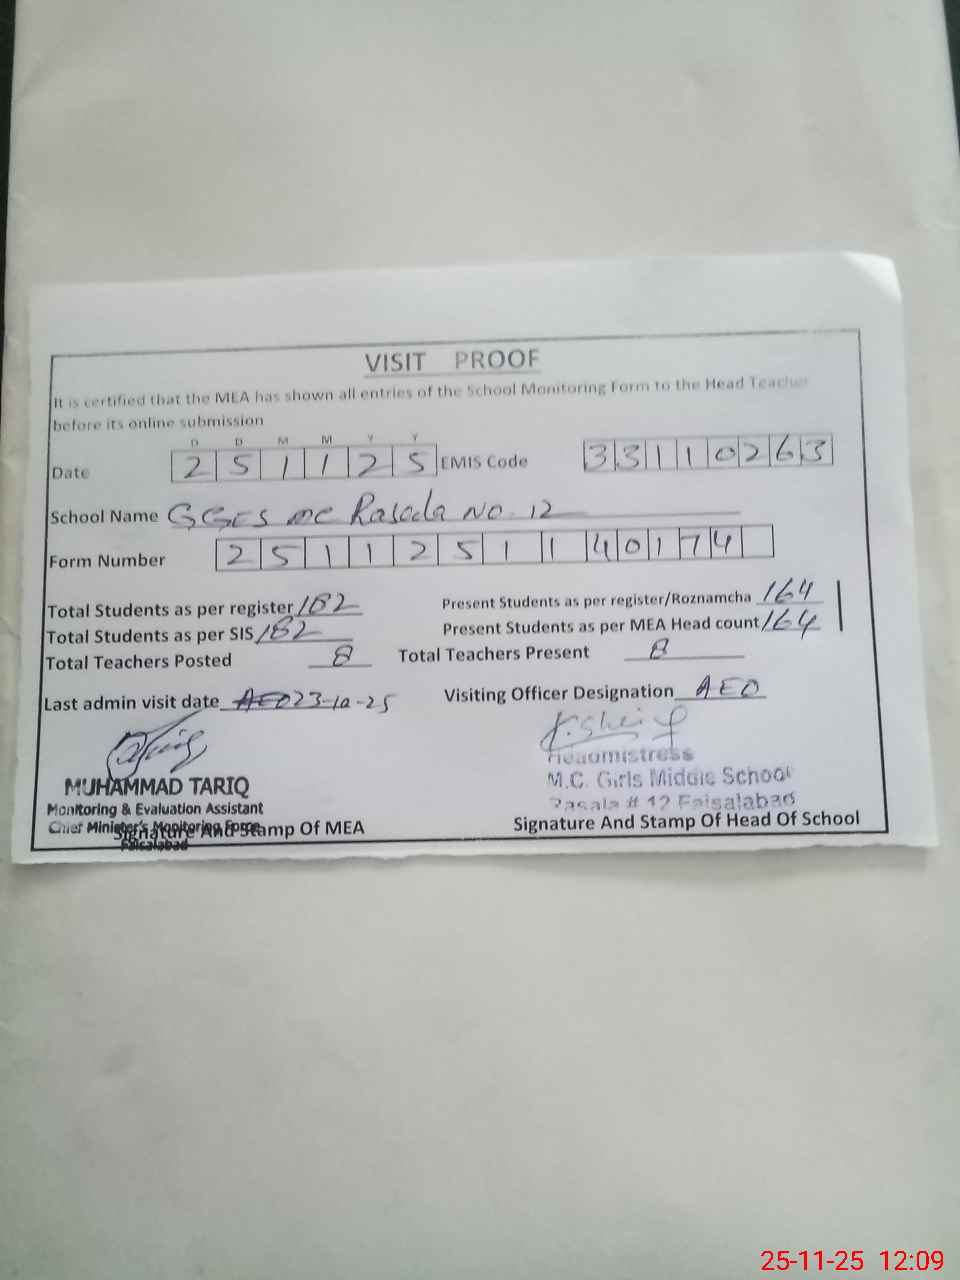 VISIT PROOF
It is certified that the MEA has shown all entries of the School Monitoring Form to the Head Teacher
before its online submission
D D M M Y Y
Date 2 5 1 1 2 5 EMIS Code 3 3 1 1 0 2 6 3
School Name GGES MC Rasala No. 12
Form Number 2 5 1 1 2 5 1 1 4 0 1 7 4
Total Students as per register 182 Present Students as per register/Roznamcha 164
Total Students as per SIS 182 Present Students as per MEA Head count 164
Total Teachers Posted 8 Total Teachers Present 8
Last admin visit date AEO 23-10-25 Visiting Officer Designation AEO
Headmistress
MUHAMMAD TARIQ M.C. Girls Middle School
Monitoring & Evaluation Assistant Rasala # 12 Faisalabad
Chief Minister's Monitoring Force
Signature And Stamp Of MEA Signature And Stamp Of Head Of School
Faisalabad
25-11-25 12:09